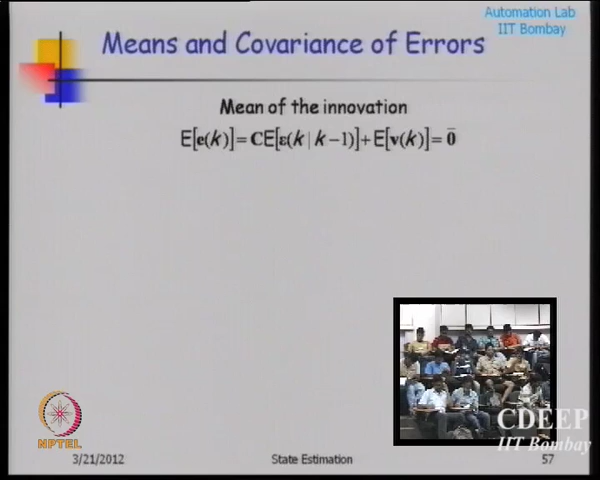 Automation Lab
IIT Bombay
Means and Covariance of Errors
Mean of the innovation
E[e(k)] = CE[ε(k | k−1)] + E[v(k)] = 0̄
CDEEP
IIT Bombay
NPTEL
3/21/2012 State Estimation 57